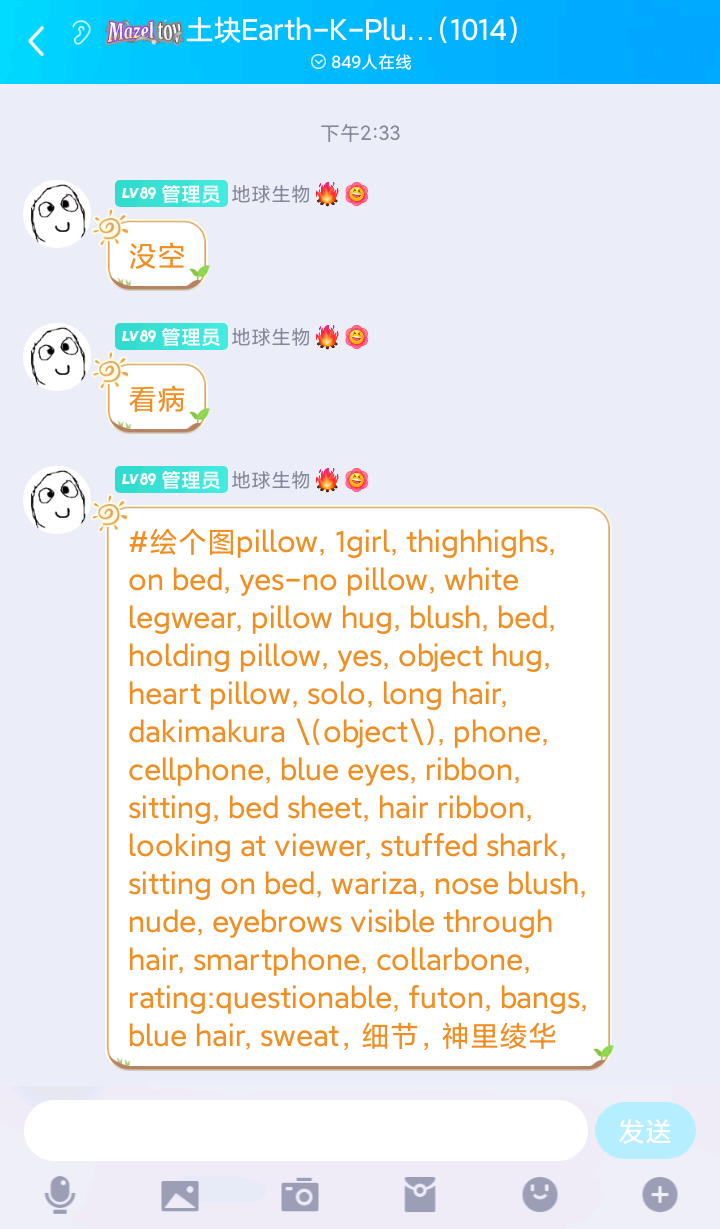 Mazel toy 土块Earth-K-Plu...(1014)
849人在线
下午2:33
LV89 管理员 地球生物
没空
LV89 管理员 地球生物
看病
LV89 管理员 地球生物
#绘个图pillow, 1girl, thighhighs,
on bed, yes-no pillow, white
legwear, pillow hug, blush, bed,
holding pillow, yes, object hug,
heart pillow, solo, long hair,
dakimakura \(object\), phone,
cellphone, blue eyes, ribbon,
sitting, bed sheet, hair ribbon,
looking at viewer, stuffed shark,
sitting on bed, wariza, nose blush,
nude, eyebrows visible through
hair, smartphone, collarbone,
rating:questionable, futon, bangs,
blue hair, sweat, 细节, 神里绫华
发送